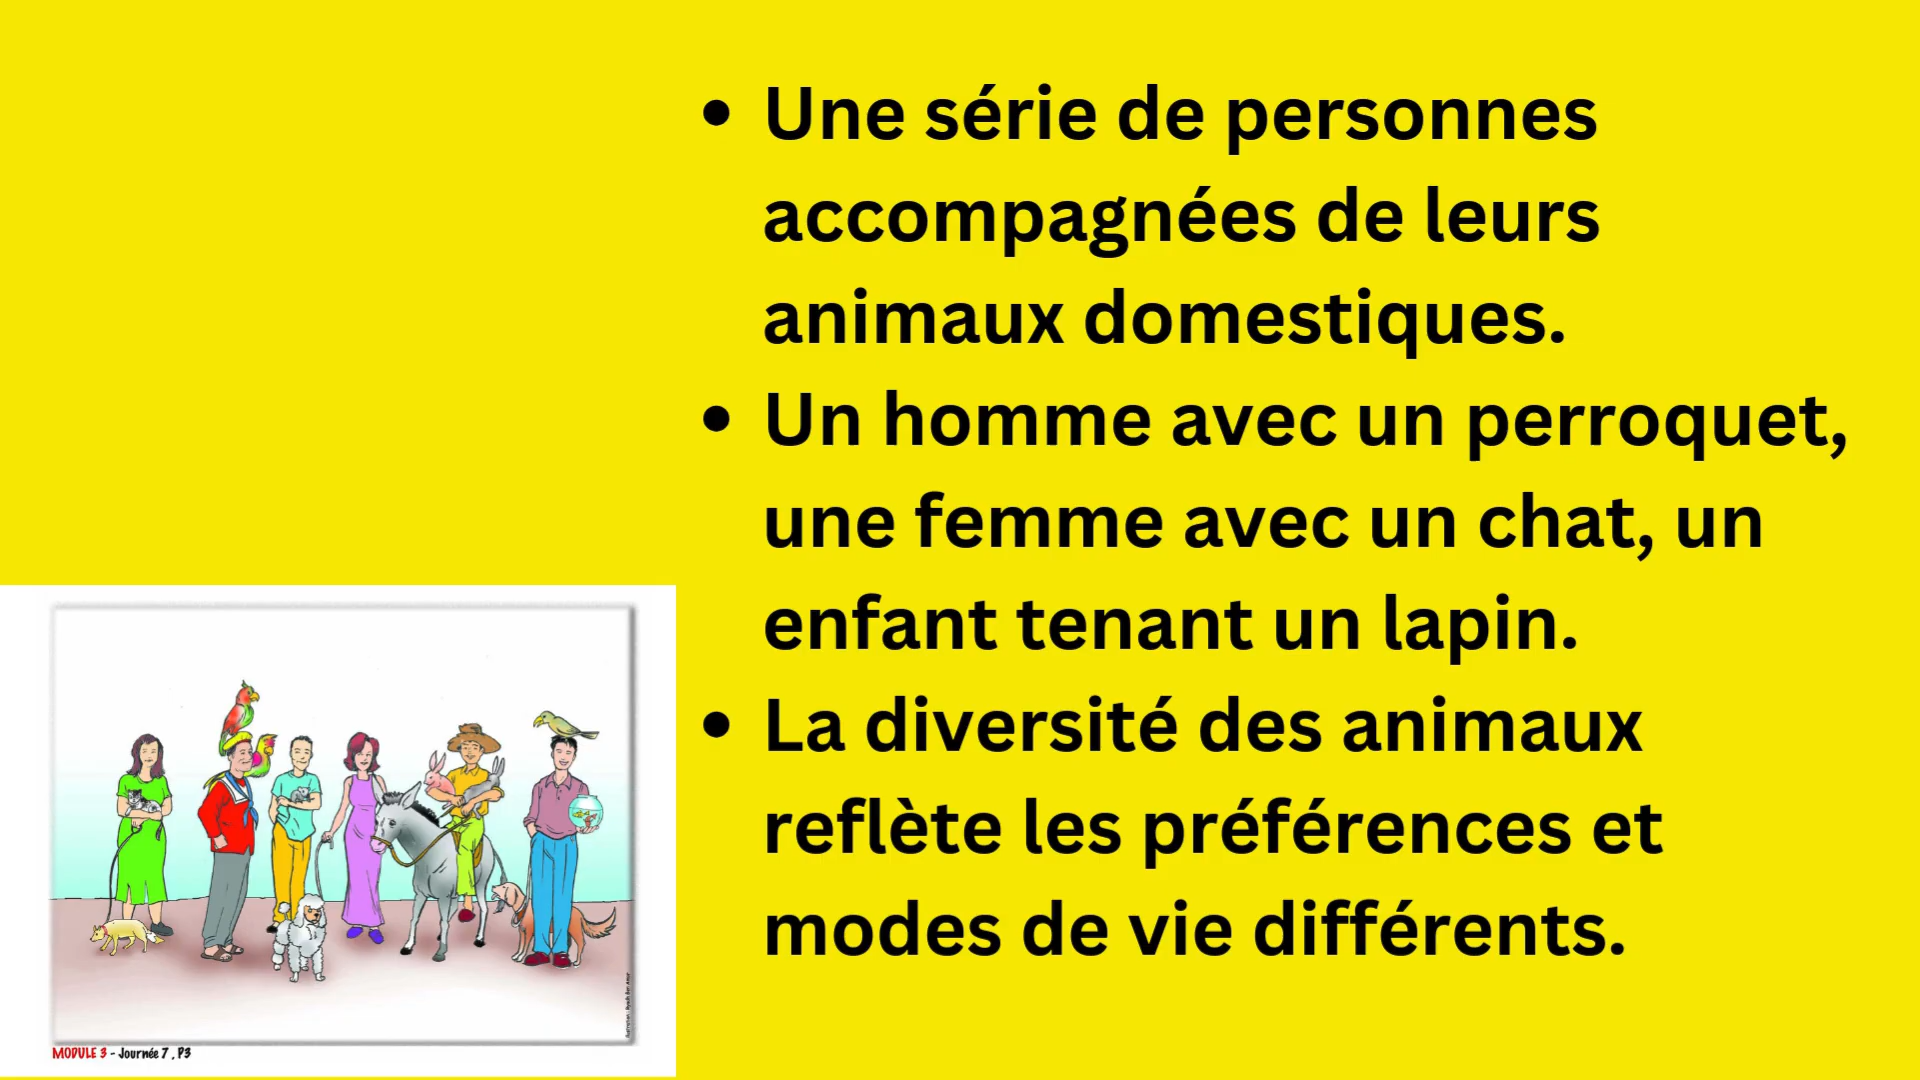 • Une série de personnes
accompagnées de leurs
animaux domestiques.
• Un homme avec un perroquet,
une femme avec un chat, un
enfant tenant un lapin.
• La diversité des animaux
reflète les préférences et
modes de vie différents.
MODULE 3 - Journée 7 , P3